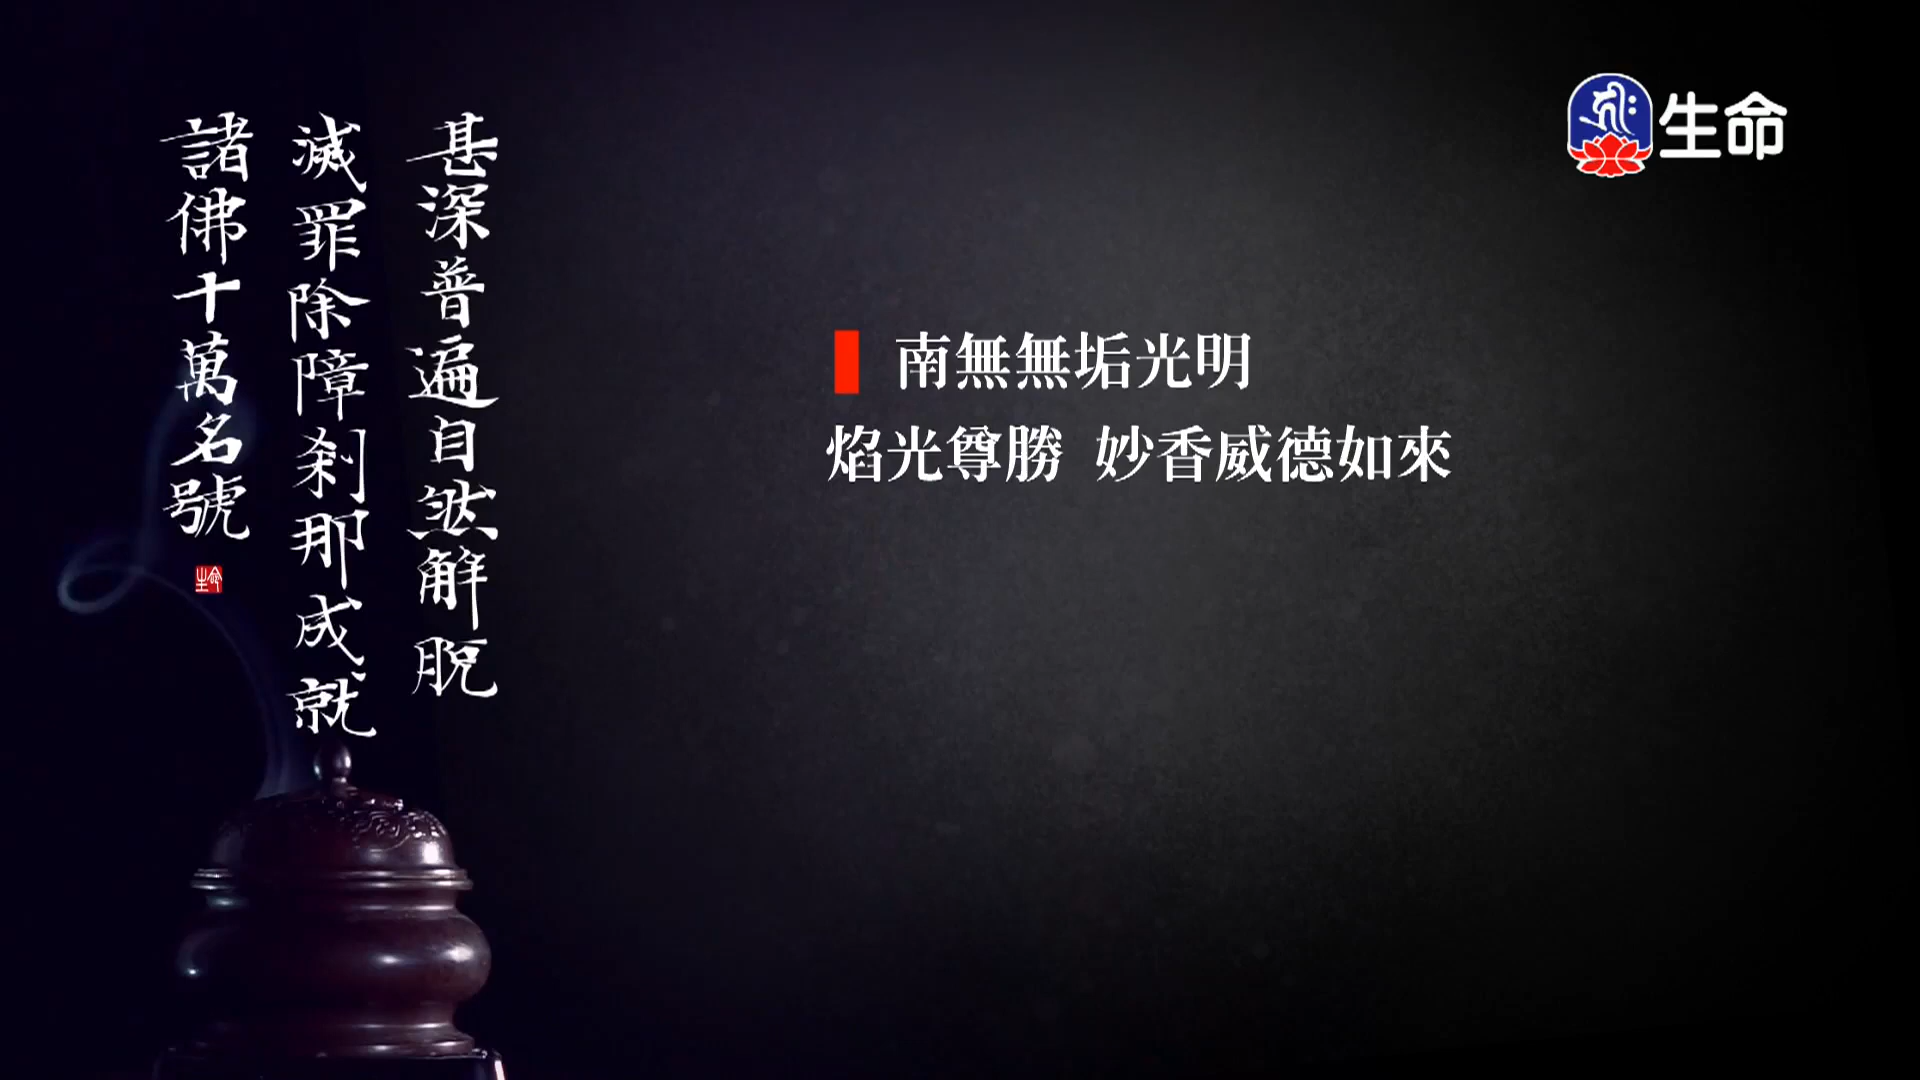 甚深普遍自然解脫
滅罪除障剎那成就
諸佛十萬名號
生命
南無無垢光明
焰光尊勝 妙香威德如來
生命